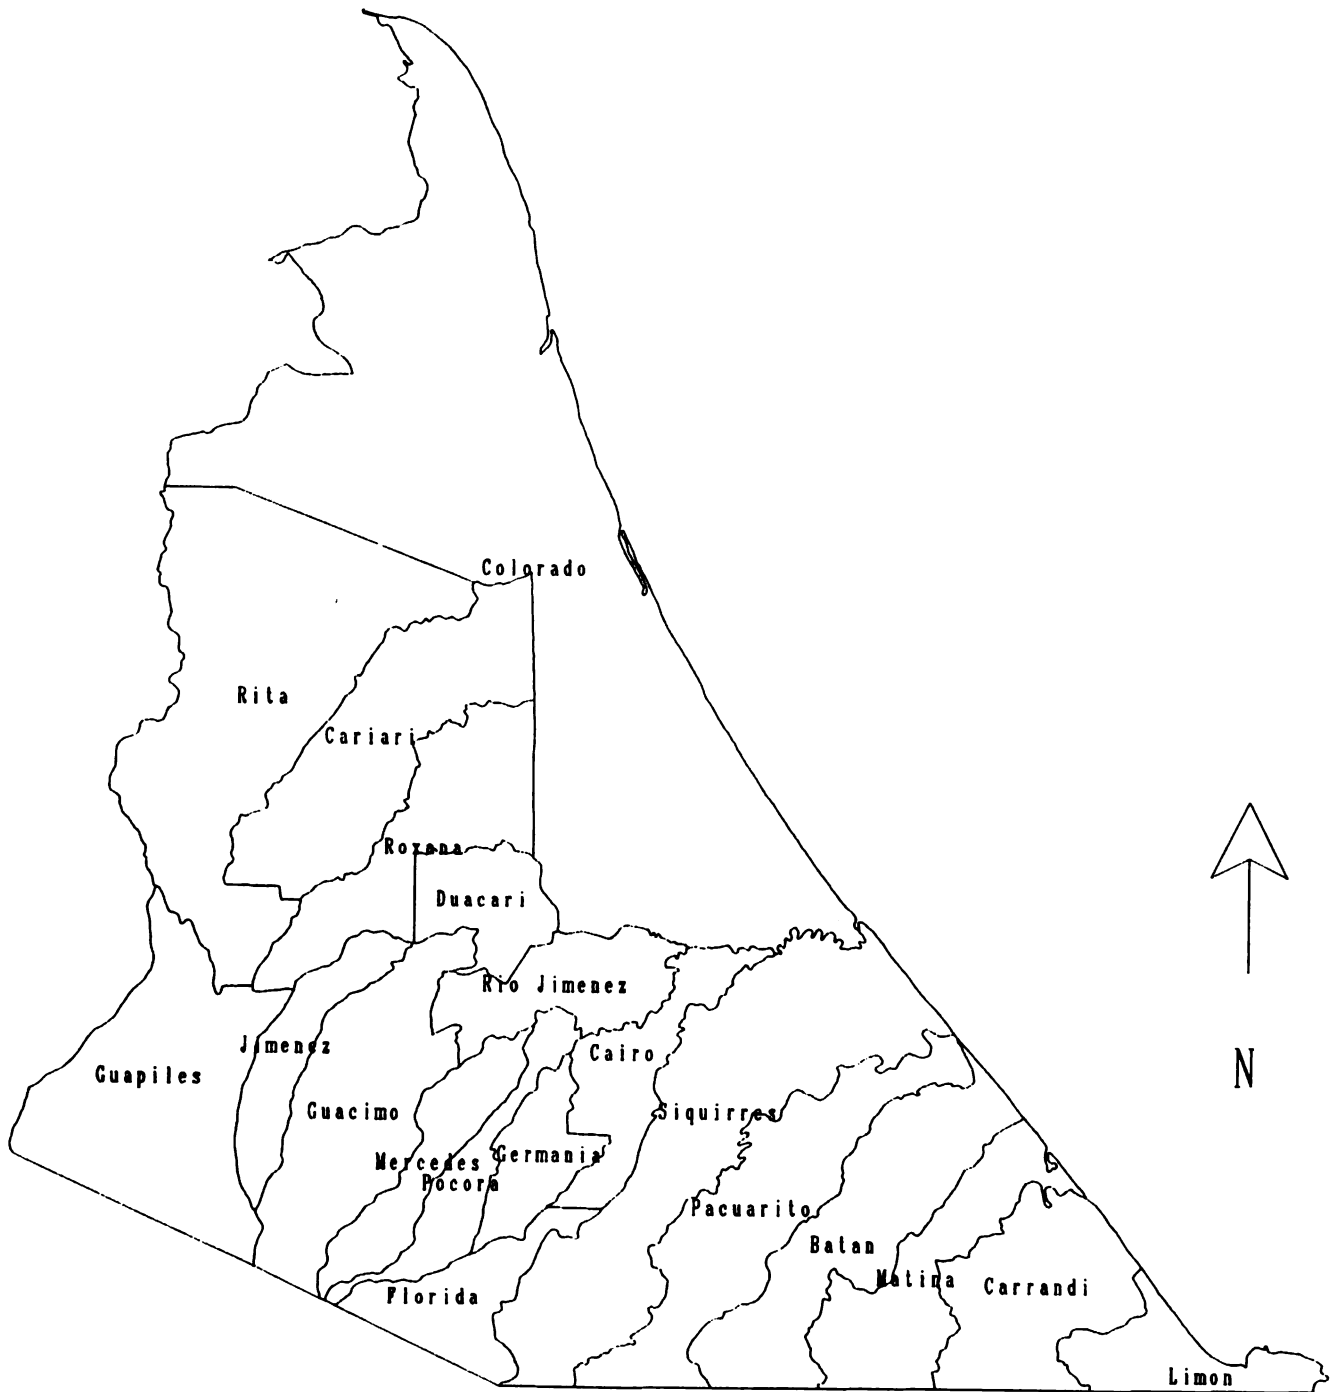 Colorado
Rita
Cariari
Roxana
Duacari
Rio Jimenez
Jimenez
Cairo
N
Guapiles
Guacimo
Siquirres
Germania
Mercedes
Pocora
Pacuarito
Batan
Matina
Carrandi
Florida
Limon